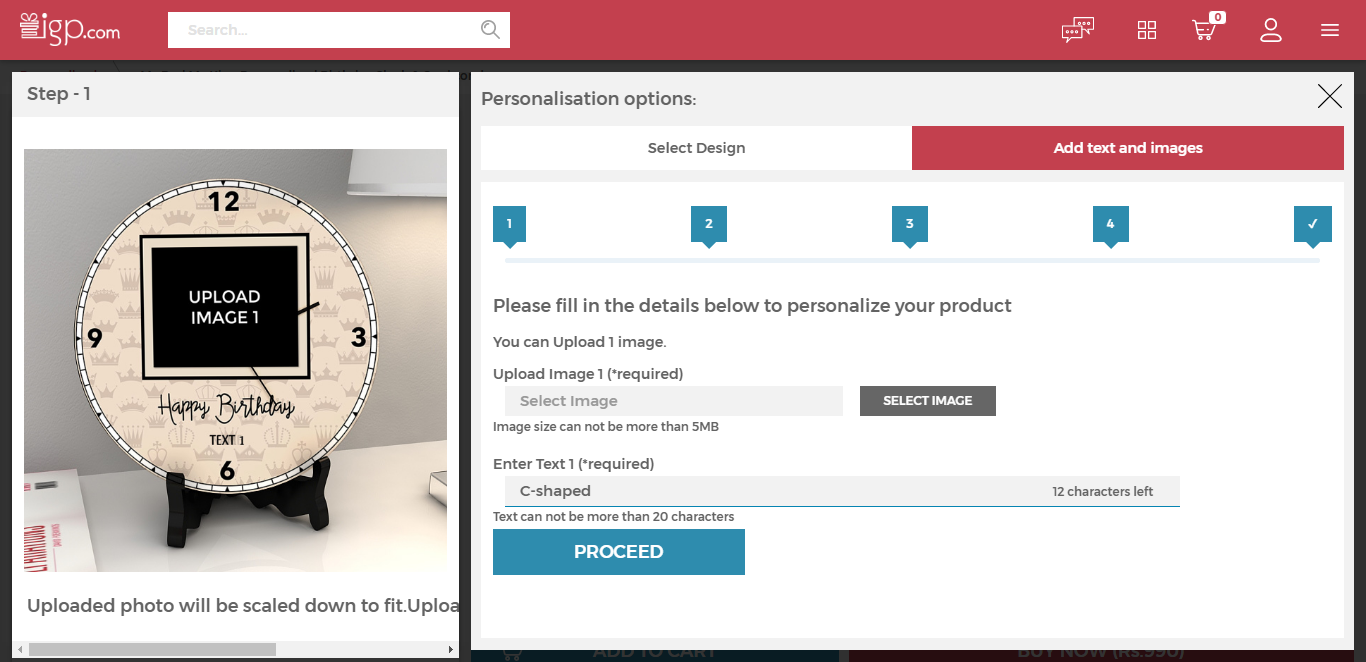 igp.com
Search...
0
Step - 1
12
UPLOAD
IMAGE 1
9
3
Happy Birthday
TEXT 1
6
Uploaded photo will be scaled down to fit.Uploa
Personalisation options:
Select Design
Add text and images
1
2
3
4
Please fill in the details below to personalize your product
You can Upload 1 image.
Upload Image 1 (*required)
Select Image
SELECT IMAGE
Image size can not be more than 5MB
Enter Text 1 (*required)
C-shaped
12 characters left
Text can not be more than 20 characters
PROCEED
ADD TO CART
BUY NOW (Rs.990)